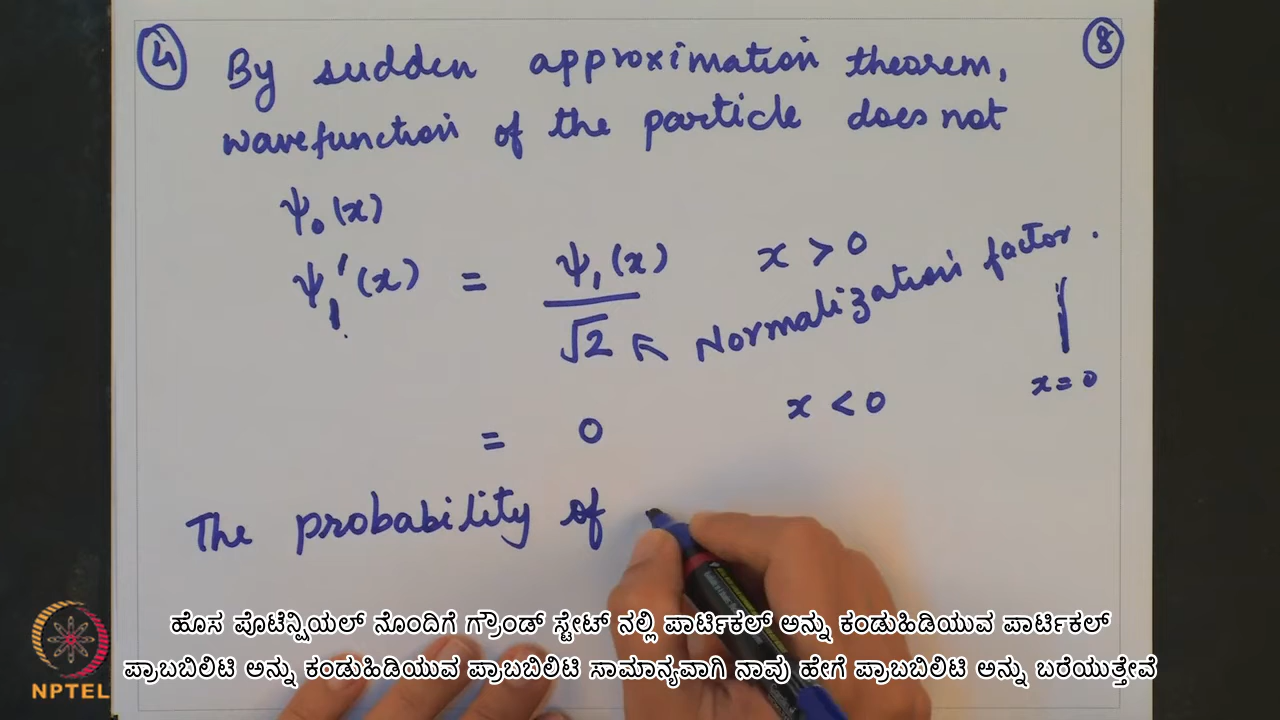 4 By sudden approximation theorem, 8
wavefunction of the particle does not
ψ₀(x)
ψ₁′(x) = ψ₁(x)/√2 x > 0
Normalization factor.
x = 0
= 0 x < 0
The probability of
ಹೊಸ ಪೊಟೆನ್ಷಿಯಲ್ ನೊಂದಿಗೆ ಗ್ರೌಂಡ್ ಸ್ಟೇಟ್ ನಲ್ಲಿ ಪಾರ್ಟಿಕಲ್ ಅನ್ನು ಕಂಡುಹಿಡಿಯುವ ಪಾರ್ಟಿಕಲ್
ಪ್ರಾಬಬಿಲಿಟಿ ಅನ್ನು ಕಂಡುಹಿಡಿಯುವ ಪ್ರಾಬಬಿಲಿಟಿ ಸಾಮಾನ್ಯವಾಗಿ ನಾವು ಹೇಗೆ ಪ್ರಾಬಬಿಲಿಟಿ ಅನ್ನು ಬರೆಯುತ್ತೇವೆ
NPTEL